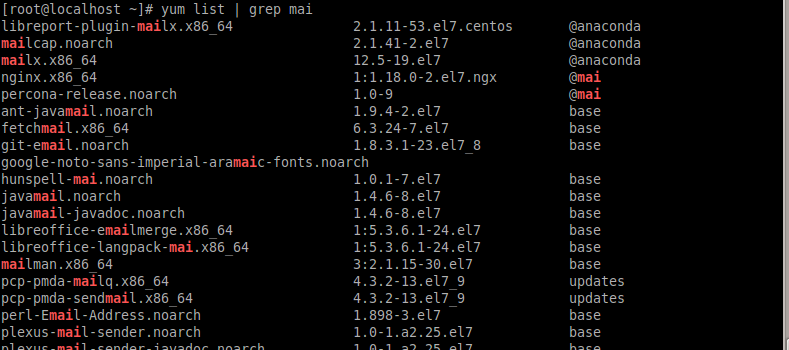 [root@localhost ~]# yum list | grep mai
libreport-plugin-mailx.x86_64 2.1.11-53.el7.centos @anaconda
mailcap.noarch 2.1.41-2.el7 @anaconda
mailx.x86_64 12.5-19.el7 @anaconda
nginx.x86_64 1:1.18.0-2.el7.ngx @mai
percona-release.noarch 1.0-9 @mai
ant-javamail.noarch 1.9.4-2.el7 base
fetchmail.x86_64 6.3.24-7.el7 base
git-email.noarch 1.8.3.1-23.el7_8 base
google-noto-sans-imperial-aramaic-fonts.noarch
hunspell-mai.noarch 1.0.1-7.el7 base
javamail.noarch 1.4.6-8.el7 base
javamail-javadoc.noarch 1.4.6-8.el7 base
libreoffice-emailmerge.x86_64 1:5.3.6.1-24.el7 base
libreoffice-langpack-mai.x86_64 1:5.3.6.1-24.el7 base
mailman.x86_64 3:2.1.15-30.el7 base
pcp-pmda-mailq.x86_64 4.3.2-13.el7_9 updates
pcp-pmda-sendmail.x86_64 4.3.2-13.el7_9 updates
perl-Email-Address.noarch 1.898-3.el7 base
plexus-mail-sender.noarch 1.0-1.a2.25.el7 base
plexus-mail-sender-javadoc.noarch 1.0-1.a2.25.el7 base